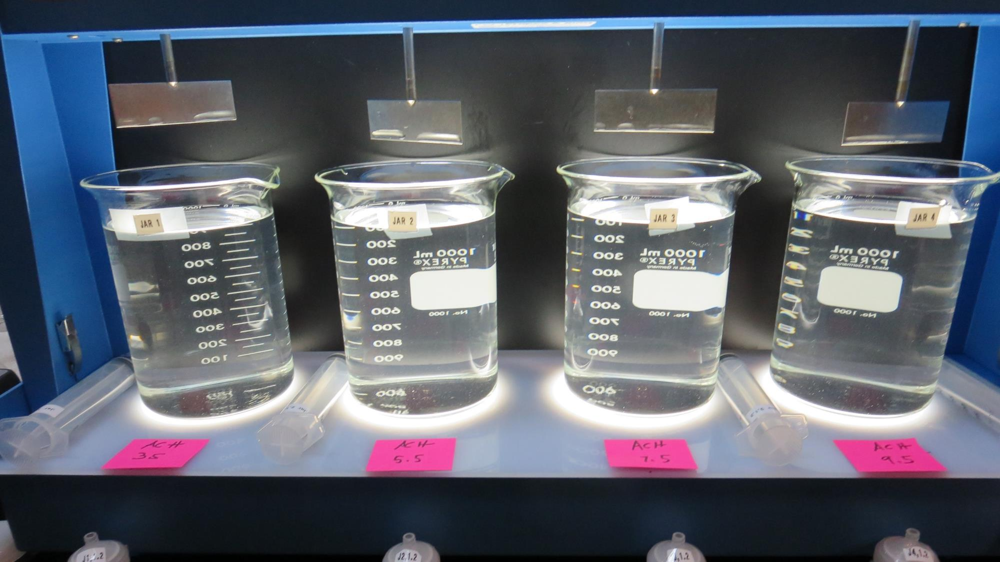 JAR 1
JAR 2
JAR 3
JAR 4
800
700
600
500
400
300
200
100
200
300
400
500
600
700
800
900
1000 mL
PYREX®
Made in Germany
No. 1000
600
100
200
300
400
500
600
700
800
900
1000 mL
PYREX®
Made in Germany
No. 1000
600
1000 mL
PYREX®
Made in Germany
No. 1000
ACH
35
ACH
5.5
ACH
7.5
ACH
9.5
J1,1.2
J2,1.2
,1.2
J4,1.2